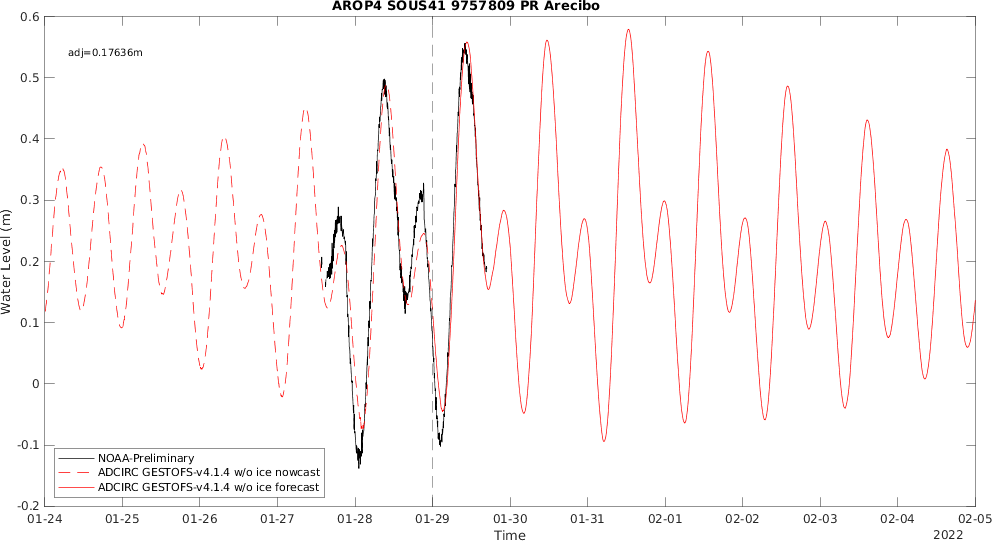 AROP4 SOUS41 9757809 PR Arecibo
adj=0.17636m
0.6
0.5
0.4
0.3
0.2
0.1
0
-0.1
-0.2
Water Level (m)
NOAA-Preliminary
ADCIRC GESTOFS-v4.1.4 w/o ice nowcast
ADCIRC GESTOFS-v4.1.4 w/o ice forecast
01-24 01-25 01-26 01-27 01-28 01-29 01-30 01-31 02-01 02-02 02-03 02-04 02-05
Time
2022